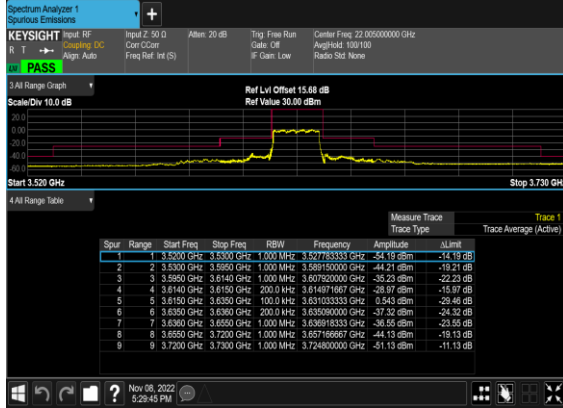 Spectrum Analyzer 1
Spurious Emissions
KEYSIGHT Input: RF Input Z: 50 Ω Atten: 20 dB Trig: Free Run Center Freq: 22.005000000 GHz
R T Coupling: DC Corr CCorr Gate: Off Avg|Hold: 100/100
Align: Auto Freq Ref: Int (S) IF Gain: Low Radio Std: None
PASS
3 All Range Graph
Ref Lvl Offset 15.68 dB
Scale/Div 10.0 dB Ref Value 30.00 dBm
20.0
0.00
-20.0
-40.0
-60.0
Start 3.520 GHz Stop 3.730 GH
4 All Range Table
Measure Trace Trace 1
Trace Type Trace Average (Active)
Spur Range Start Freq Stop Freq RBW Frequency Amplitude ΔLimit
1 1 3.5200 GHz 3.5300 GHz 1.000 MHz 3.527783333 GHz -54.19 dBm -14.19 dB
2 2 3.5300 GHz 3.5950 GHz 1.000 MHz 3.589150000 GHz -44.21 dBm -19.21 dB
3 3 3.5950 GHz 3.6140 GHz 1.000 MHz 3.607920000 GHz -35.23 dBm -22.23 dB
4 4 3.6140 GHz 3.6150 GHz 200.0 kHz 3.614971667 GHz -28.97 dBm -15.97 dB
5 5 3.6150 GHz 3.6350 GHz 100.0 kHz 3.631033333 GHz 0.543 dBm -29.46 dB
6 6 3.6350 GHz 3.6360 GHz 200.0 kHz 3.635090000 GHz -37.32 dBm -24.32 dB
7 7 3.6360 GHz 3.6550 GHz 1.000 MHz 3.636918333 GHz -36.55 dBm -23.55 dB
8 8 3.6550 GHz 3.7200 GHz 1.000 MHz 3.657166667 GHz -44.13 dBm -19.13 dB
9 9 3.7200 GHz 3.7300 GHz 1.000 MHz 3.724800000 GHz -51.13 dBm -11.13 dB
Nov 08, 2022
5:29:45 PM